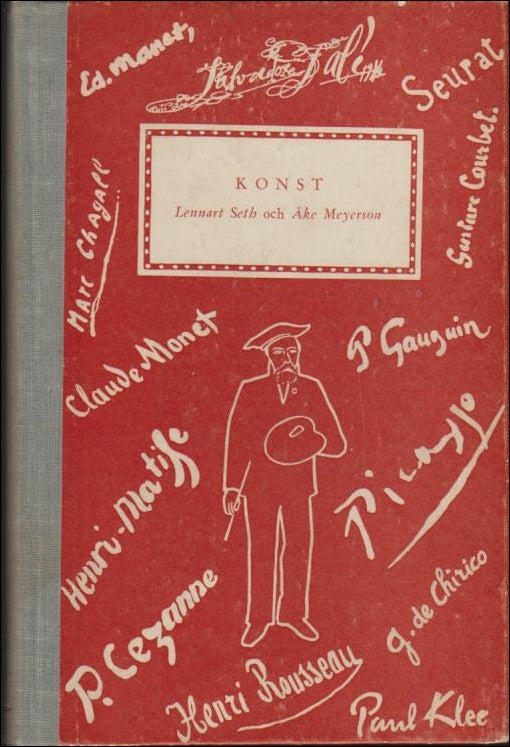 Ed. Manet,
Salvador Dalí
Seurat
KONST
Lennart Seth och Åke Meyerson
Gustave Courbet.
Marc Chagall
Claude Monet
P Gauguin
Henri-Matisse
Picasso
P. Cezanne
g. de Chirico
Henri Rousseau
Paul Klee